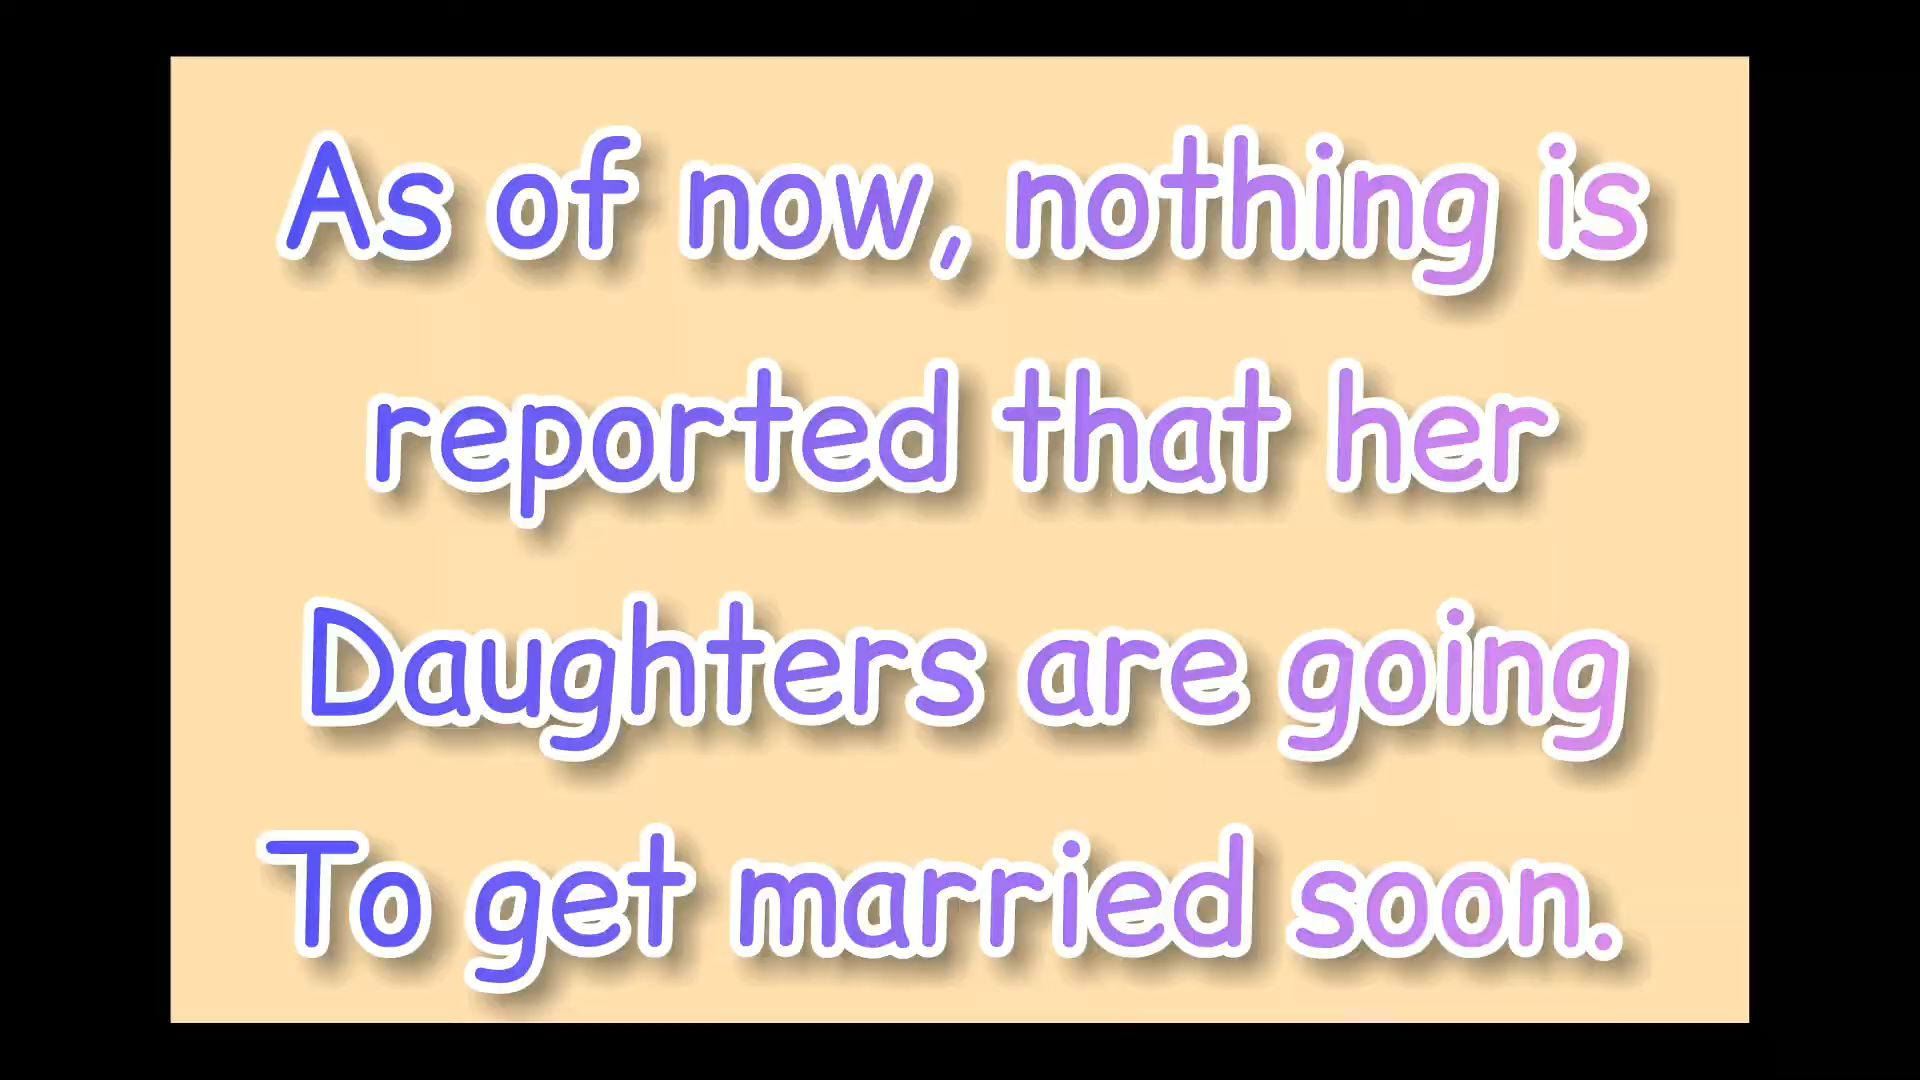 As of now, nothing is
reported that her
Daughters are going
To get married soon.